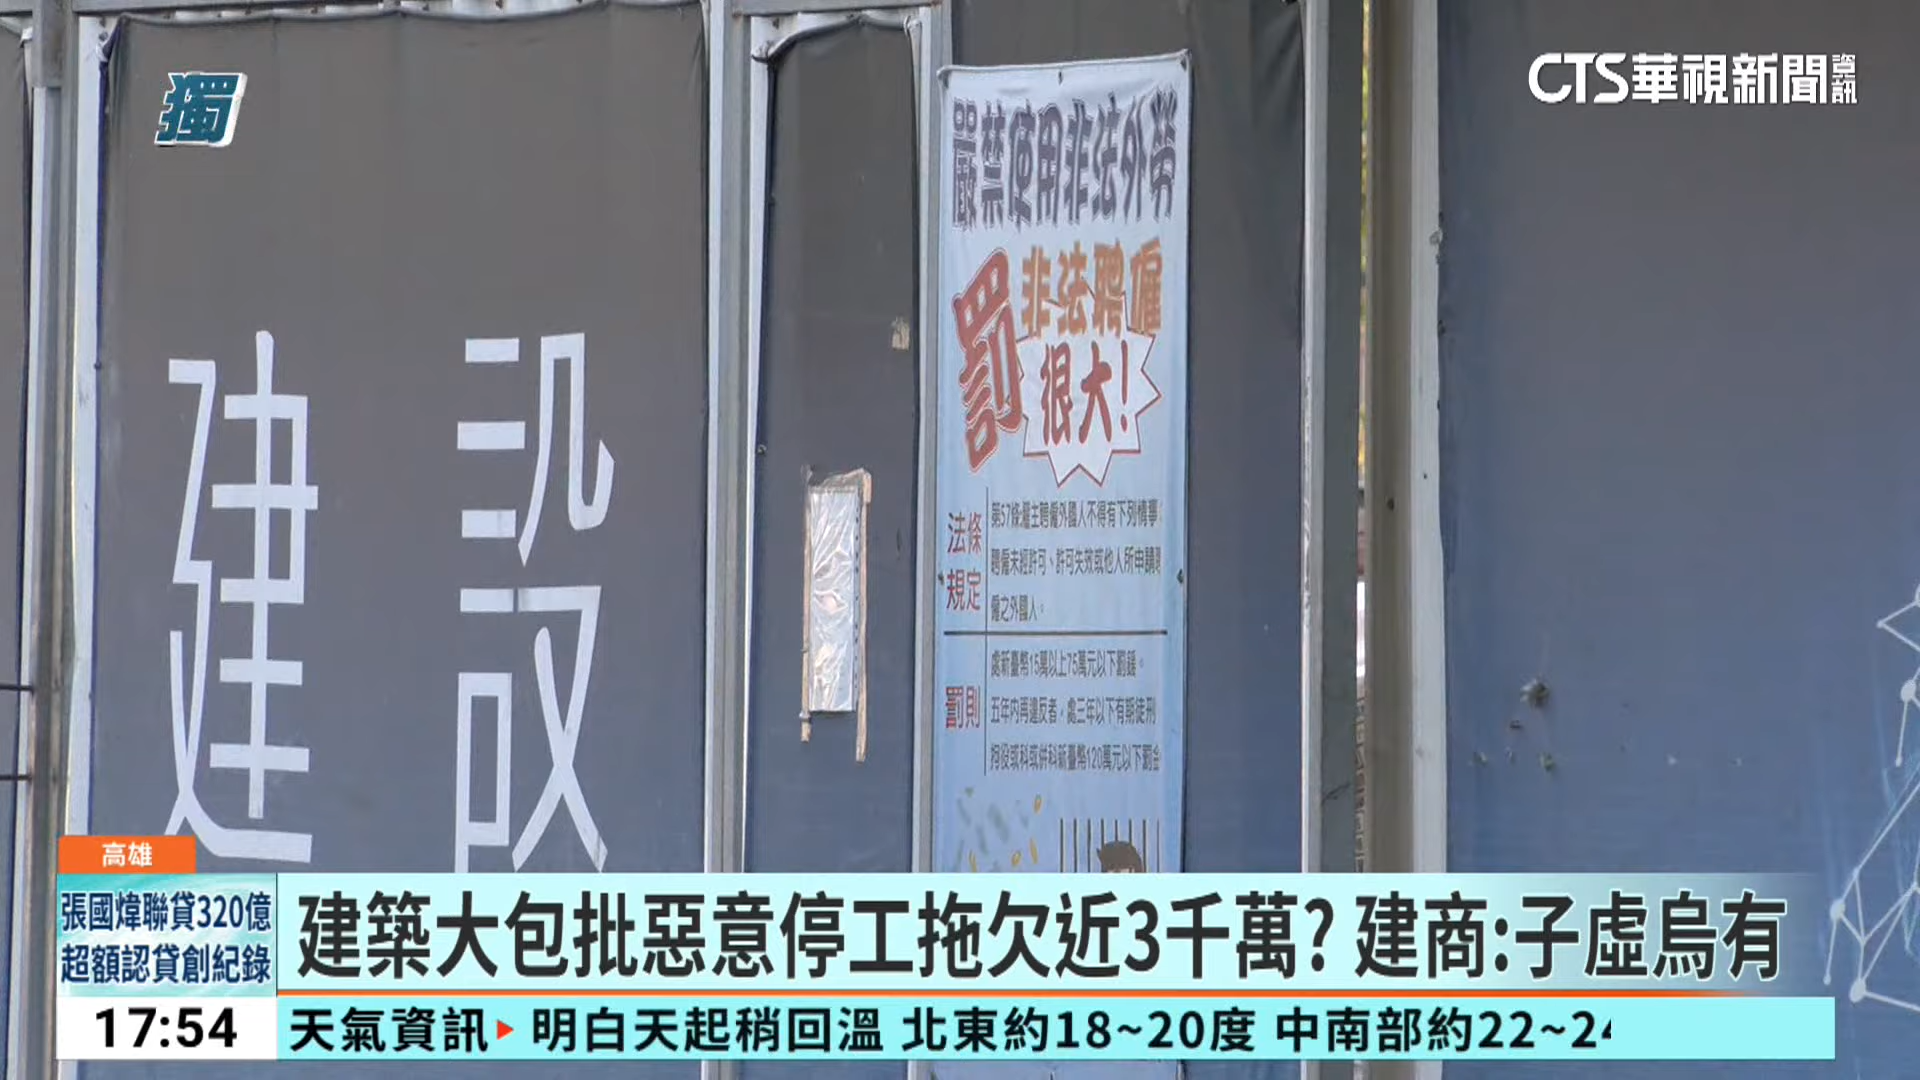 獨
CTS華視新聞資訊
建設
嚴禁使用非法外勞
罰
非法聘僱
很大!
法條規定
第57條:雇主聘僱外國人不得有下列情事
聘僱未經許可、許可失效或他人所申請聘
僱之外國人。
罰則
處新臺幣15萬以上75萬元以下罰鍰。
五年內再違反者,處三年以下有期徒刑
拘役或科或併科新臺幣120萬元以下罰金
高雄
張國煒聯貸320億
超額認貸創紀錄
建築大包批惡意停工拖欠近3千萬? 建商:子虛烏有
17:54
天氣資訊 明白天起稍回溫 北東約18~20度 中南部約22~24